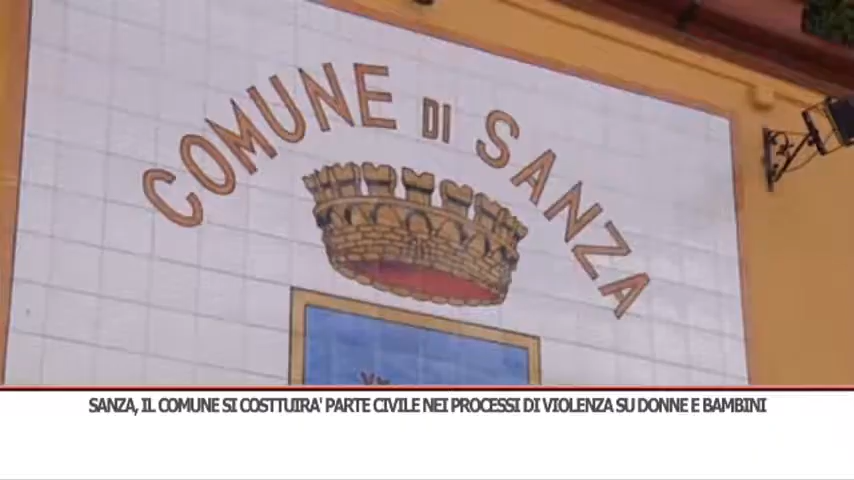 COMUNE DI SANZA
SANZA, IL COMUNE SI COSTTUIRA' PARTE CIVILE NEI PROCESSI DI VIOLENZA SU DONNE E BAMBINI